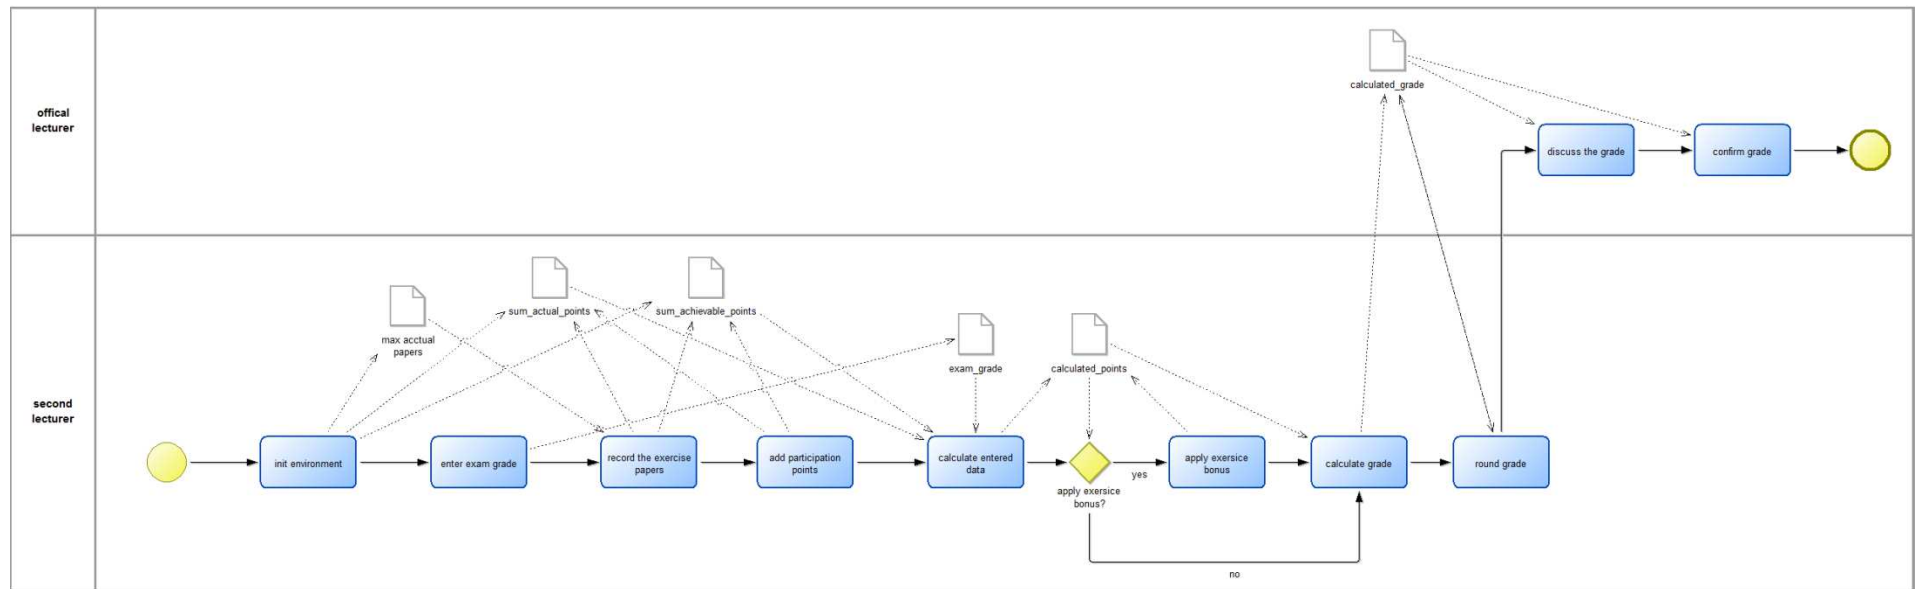 calculated_grade
offical
lecturer
discuss the grade
confirm grade
sum_actual_points
sum_achievable_points
max acctual
papers
exam_grade
calculated_points
second
lecturer
init environment
enter exam grade
record the exercise
papers
add participation
points
calculate entered
data
apply exersice
bonus?
yes
apply exersice
bonus
calculate grade
round grade
no